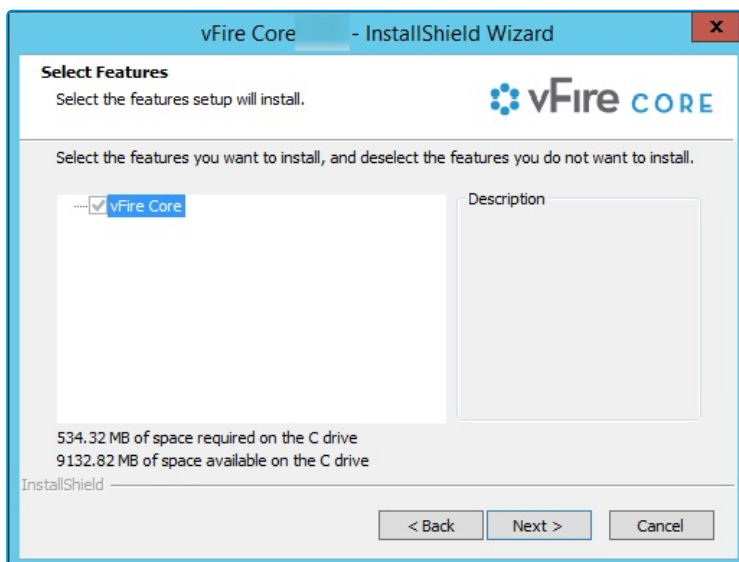 vFire Core - InstallShield Wizard
x
Select Features
Select the features setup will install.
vFire CORE
Select the features you want to install, and deselect the features you do not want to install.
vFire Core
Description
534.32 MB of space required on the C drive
9132.82 MB of space available on the C drive
InstallShield
< Back Next > Cancel